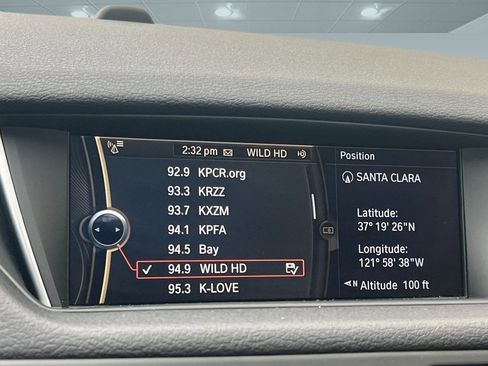 2:32 pm WILD HD
92.9 KPCR.org
93.3 KRZZ
93.7 KXZM
94.1 KPFA
94.5 Bay
94.9 WILD HD
95.3 K-LOVE
Position
SANTA CLARA
Latitude:
37° 19' 26"N
Longitude:
121° 58' 38"W
N Altitude 100 ft